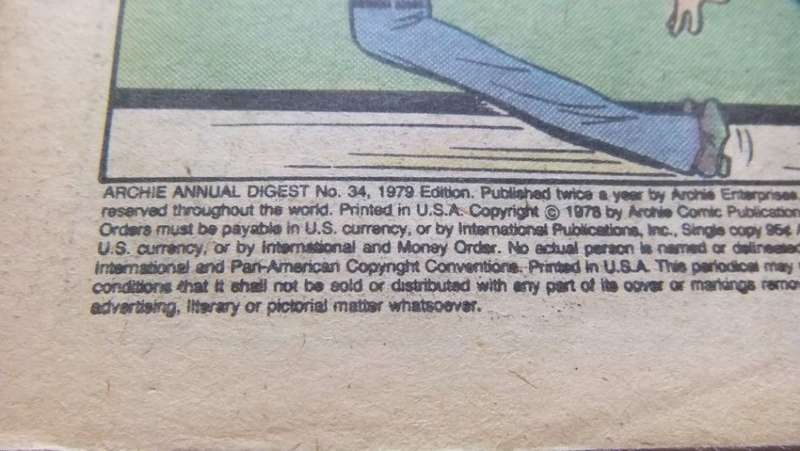 ARCHIE ANNUAL DIGEST No. 34, 1979 Edition. Published twice a year by Archie Enterprises
reserved throughout the world. Printed in U.S.A. Copyright © 1978 by Archie Comic Publication
Orders must be payable in U.S. currency, or by International Publications, Inc., Single copy 95¢
U.S. currency, or by International and Money Order. No actual person is named or delineated
International and Pan-American Copyright Conventions. Printed in U.S.A. This periodical may
conditions that it shall not be sold or distributed with any part of its cover or markings remov
advertising, literary or pictorial matter whatsoever.